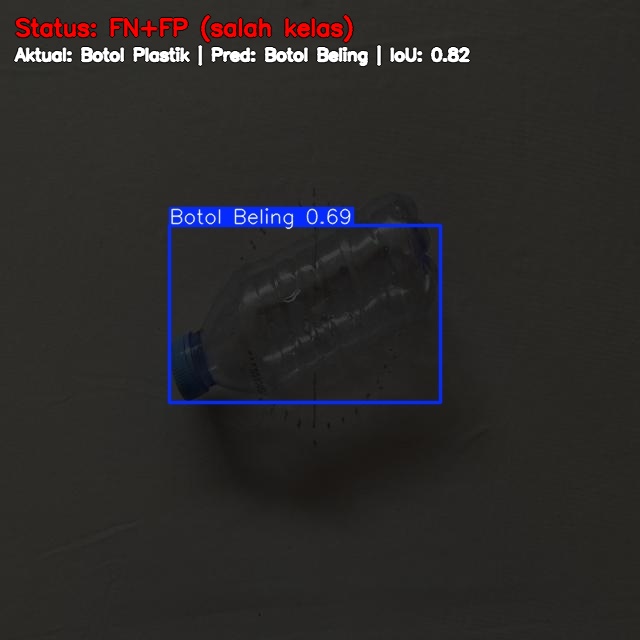 Status: FN+FP (salah kelas)
Aktual: Botol Plastik | Pred: Botol Beling | IoU: 0.82
Botol Beling 0.69